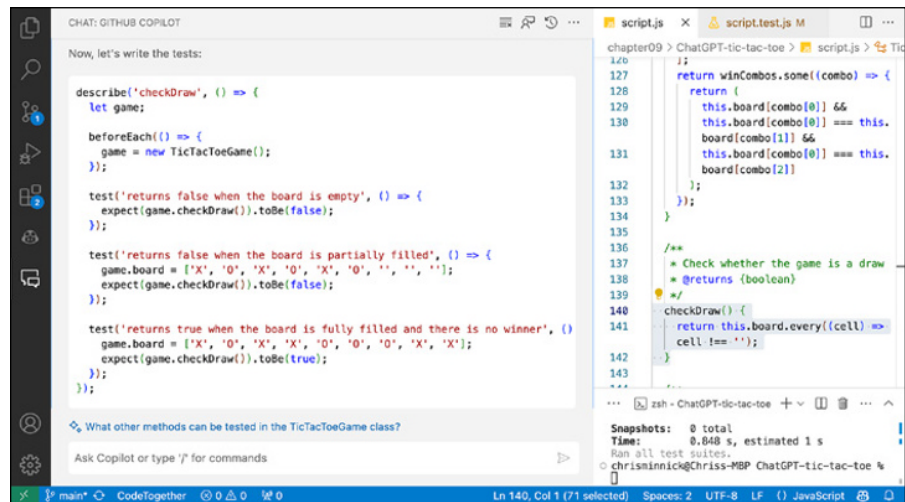 CHAT: GITHUB COPILOT
Now, let's write the tests:
describe('checkDraw', () => {
let game;
beforeEach(() => {
game = new TicTacToeGame();
});
test('returns false when the board is empty', () => {
expect(game.checkDraw()).toBe(false);
});
test('returns false when the board is partially filled', () => {
game.board = ['X', 'O', 'X', 'O', 'X', 'O', '', '', ''];
expect(game.checkDraw()).toBe(false);
});
test('returns true when the board is fully filled and there is no winner', ()
game.board = ['X', 'O', 'X', 'X', 'O', 'O', 'O', 'X', 'X'];
expect(game.checkDraw()).toBe(true);
});
});
What other methods can be tested in the TicTacToeGame class?
Ask Copilot or type '/' for commands
script.js
script.test.js M
chapter09 > ChatGPT-tic-tac-toe > script.js > Tic
126 ];
127 return winCombos.some((combo) => {
128 return (
129 this.board[combo[0]] &&
130 this.board[combo[0]] === this.
board[combo[1]] &&
131 this.board[combo[0]] === this.
board[combo[2]]
132 );
133 });
134 }
135
136 /**
137 * Check whether the game is a draw
138 * @returns {boolean}
139 */
140 checkDraw() {
141 return this.board.every((cell) =>
cell !== '');
142 }
143
zsh - ChatGPT-tic-tac-toe
Snapshots: 0 total
Time: 0.848 s, estimated 1 s
Ran all test suites.
chrisminnick@Chriss-MBP ChatGPT-tic-tac-toe %
1
2
main* CodeTogether 0 0 0 Ln 140, Col 1 (71 selected) Spaces: 2 UTF-8 LF {} JavaScript